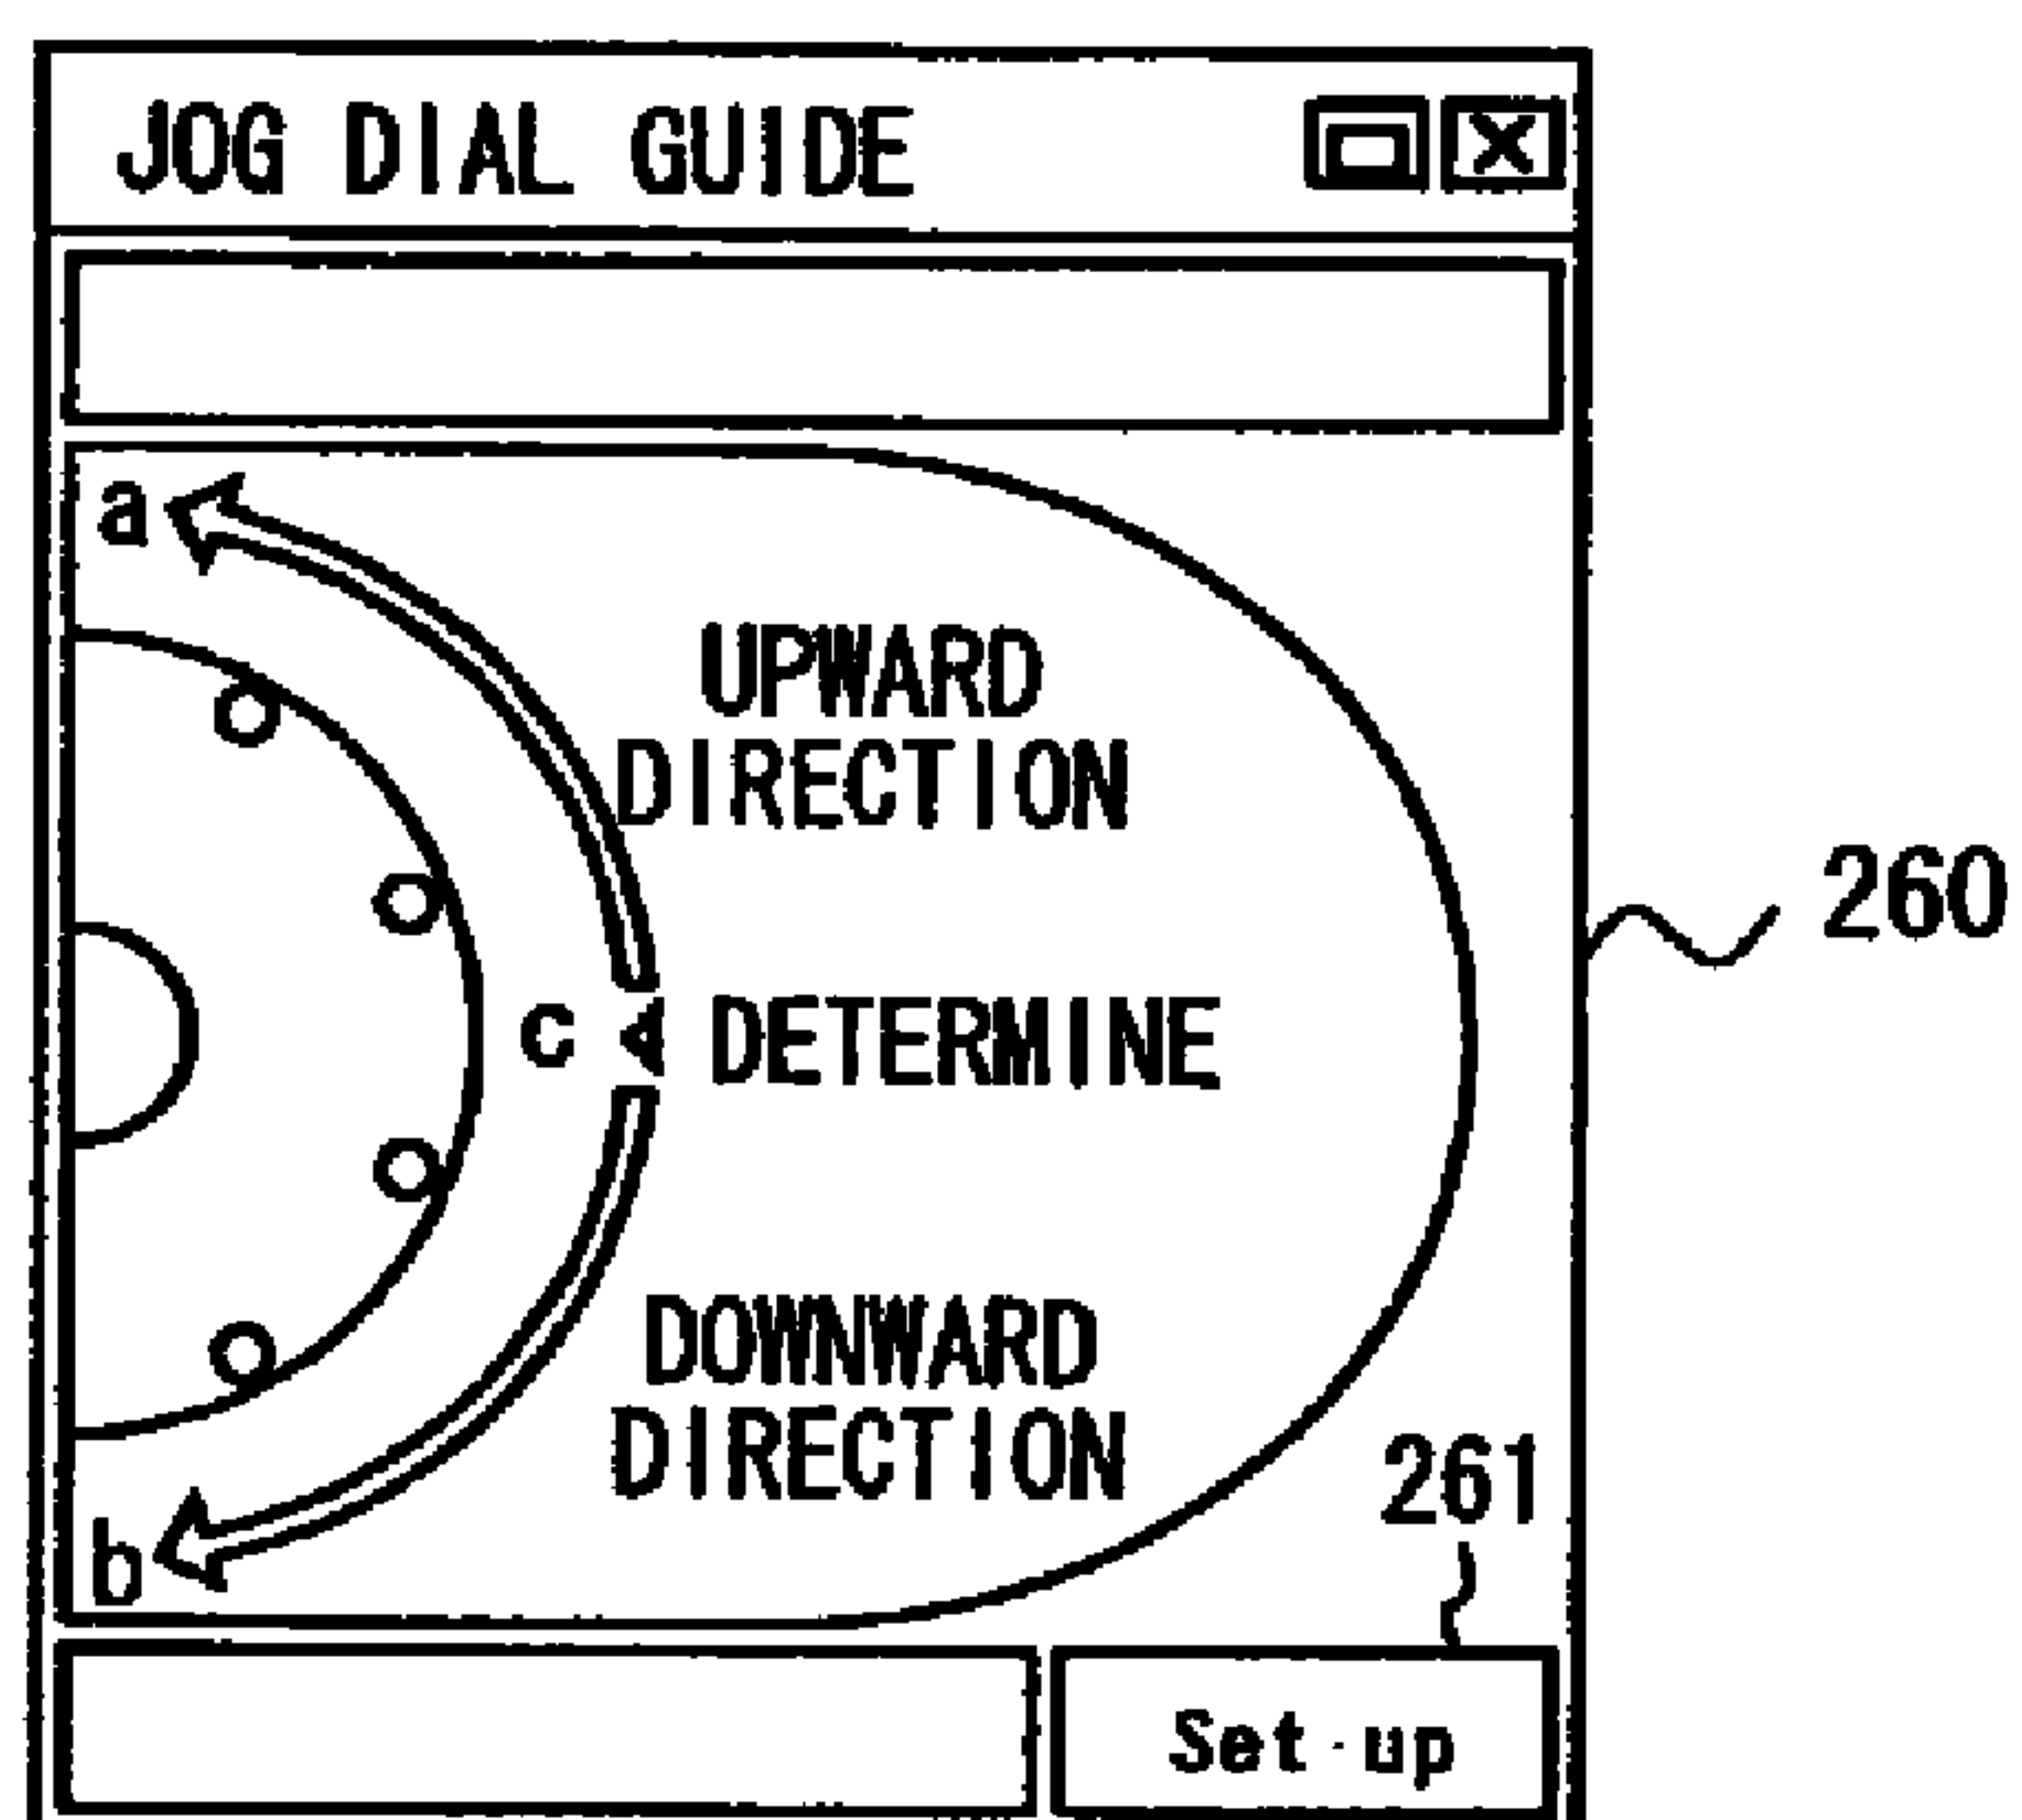 JOG DIAL GUIDE
a
UPWARD
DIRECTION
260
c DETERMINE
DOWNWARD
DIRECTION
261
b
Set-up